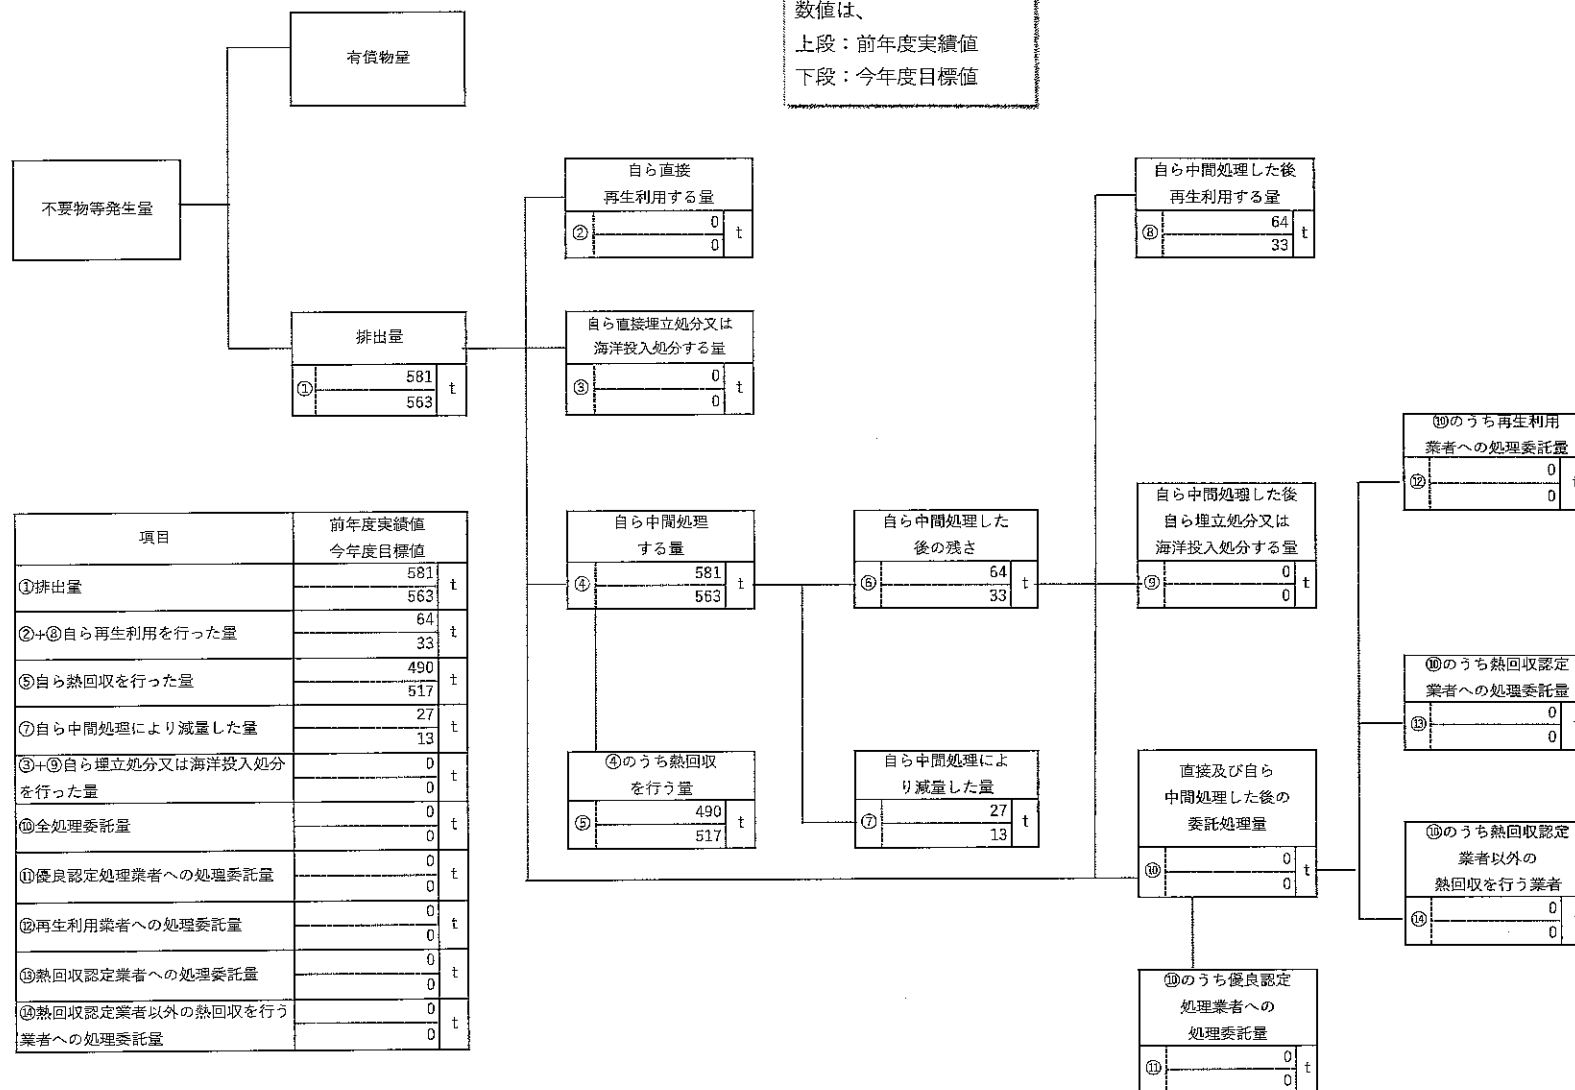 数値は、
上段：前年度実績値
下段：今年度目標値
有償物量
不要物等発生量
排出量
① 581 t
563
自ら直接
再生利用する量
② 0 t
0
自ら直接埋立処分又は
海洋投入処分する量
③ 0 t
0
自ら中間処理
する量
④ 581 t
563
④のうち熱回収
を行う量
⑤ 490 t
517
自ら中間処理した
後の残さ
⑥ 64 t
33
自ら中間処理によ
り減量した量
⑦ 27 t
13
自ら中間処理した後
再生利用する量
⑧ 64 t
33
自ら中間処理した後
自ら埋立処分又は
海洋投入処分する量
⑨ 0 t
0
直接及び自ら
中間処理した後の
委託処理量
⑩ 0 t
0
⑩のうち優良認定
処理業者への
処理委託量
⑪ 0 t
0
⑩のうち再生利用
業者への処理委託量
⑫ 0
0
⑩のうち熱回収認定
業者への処理委託量
⑬ 0
0
⑩のうち熱回収認定
業者以外の
熱回収を行う業者
⑭ 0
0
項目 前年度実績値
今年度目標値
①排出量 581 t
563
②+⑧自ら再生利用を行った量 64 t
33
⑤自ら熱回収を行った量 490 t
517
⑦自ら中間処理により減量した量 27 t
13
③+⑨自ら埋立処分又は海洋投入処分 0 t
を行った量 0
⑩全処理委託量 0 t
0
⑪優良認定処理業者への処理委託量 0 t
0
⑫再生利用業者への処理委託量 0 t
0
⑬熱回収認定業者への処理委託量 0 t
0
⑭熱回収認定業者以外の熱回収を行う 0 t
業者への処理委託量 0